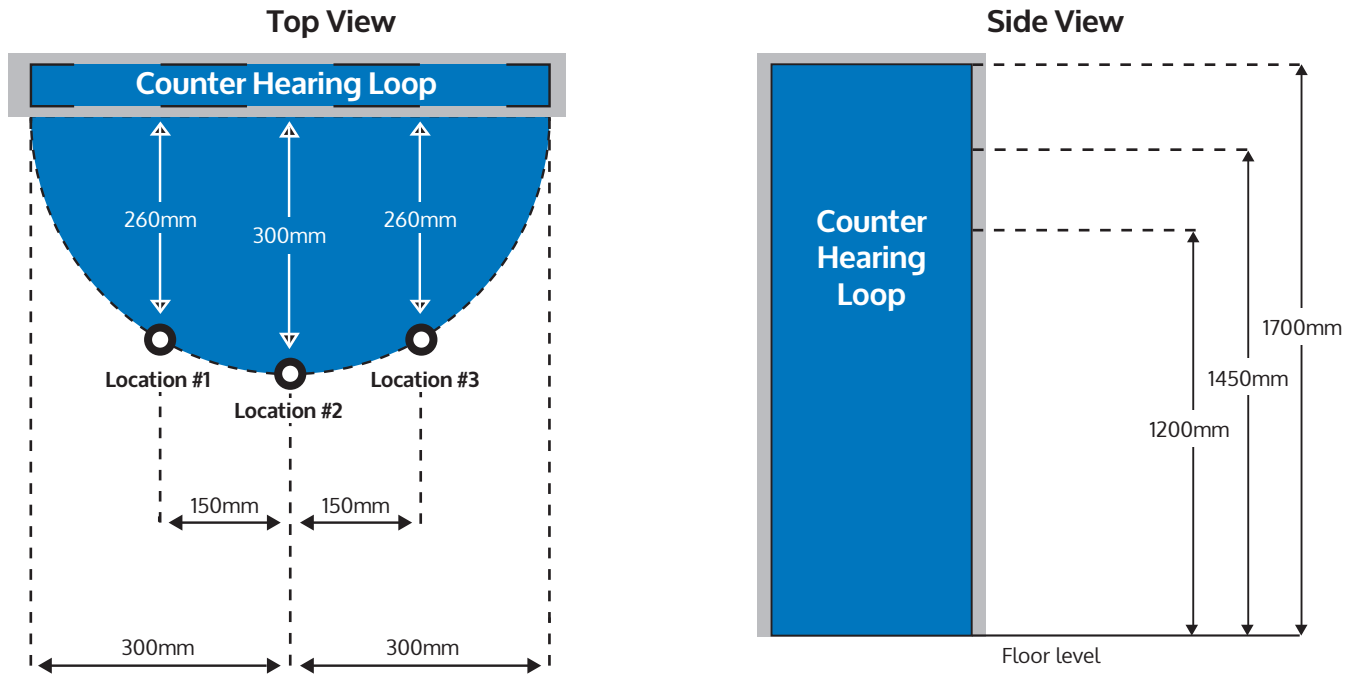 Top View
Counter Hearing Loop
260mm
300mm
260mm
Location #1
Location #2
Location #3
150mm
150mm
300mm
300mm
Side View
Counter
Hearing
Loop
1700mm
1450mm
1200mm
Floor level